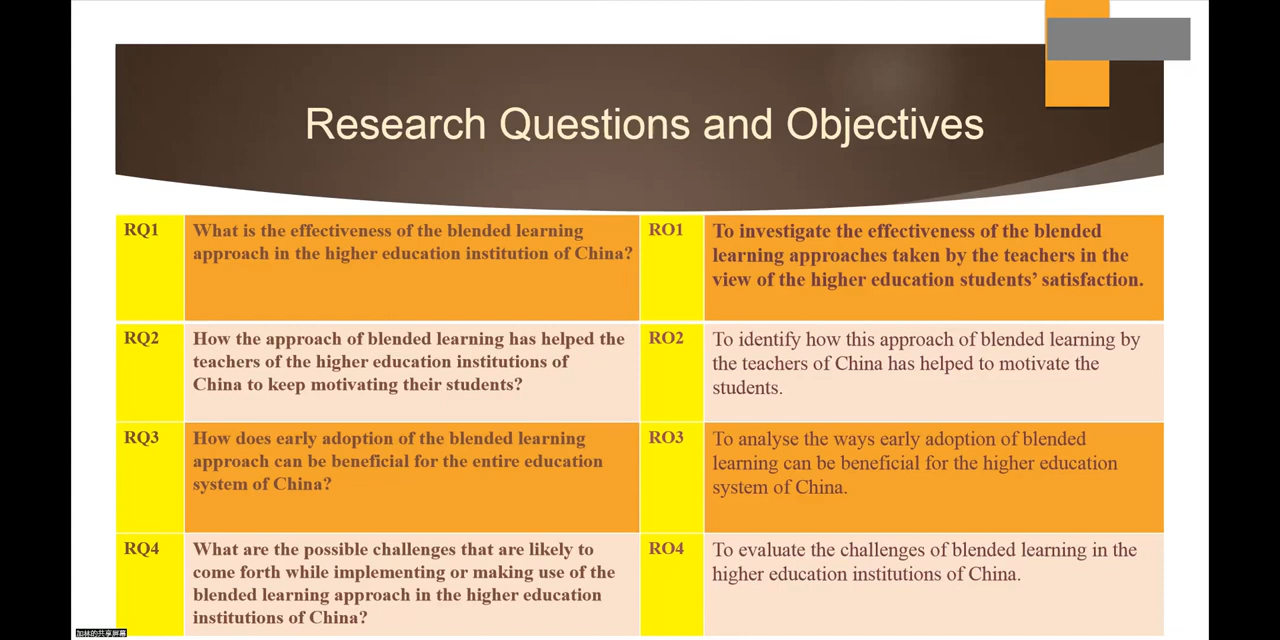 Research Questions and Objectives
RQ1
What is the effectiveness of the blended learning
approach in the higher education institution of China?
RO1
To investigate the effectiveness of the blended
learning approaches taken by the teachers in the
view of the higher education students’ satisfaction.
RQ2
How the approach of blended learning has helped the
teachers of the higher education institutions of
China to keep motivating their students?
RO2
To identify how this approach of blended learning by
the teachers of China has helped to motivate the
students.
RQ3
How does early adoption of the blended learning
approach can be beneficial for the entire education
system of China?
RO3
To analyse the ways early adoption of blended
learning can be beneficial for the higher education
system of China.
RQ4
What are the possible challenges that are likely to
come forth while implementing or making use of the
blended learning approach in the higher education
institutions of China?
RO4
To evaluate the challenges of blended learning in the
higher education institutions of China.
加林的共享屏幕